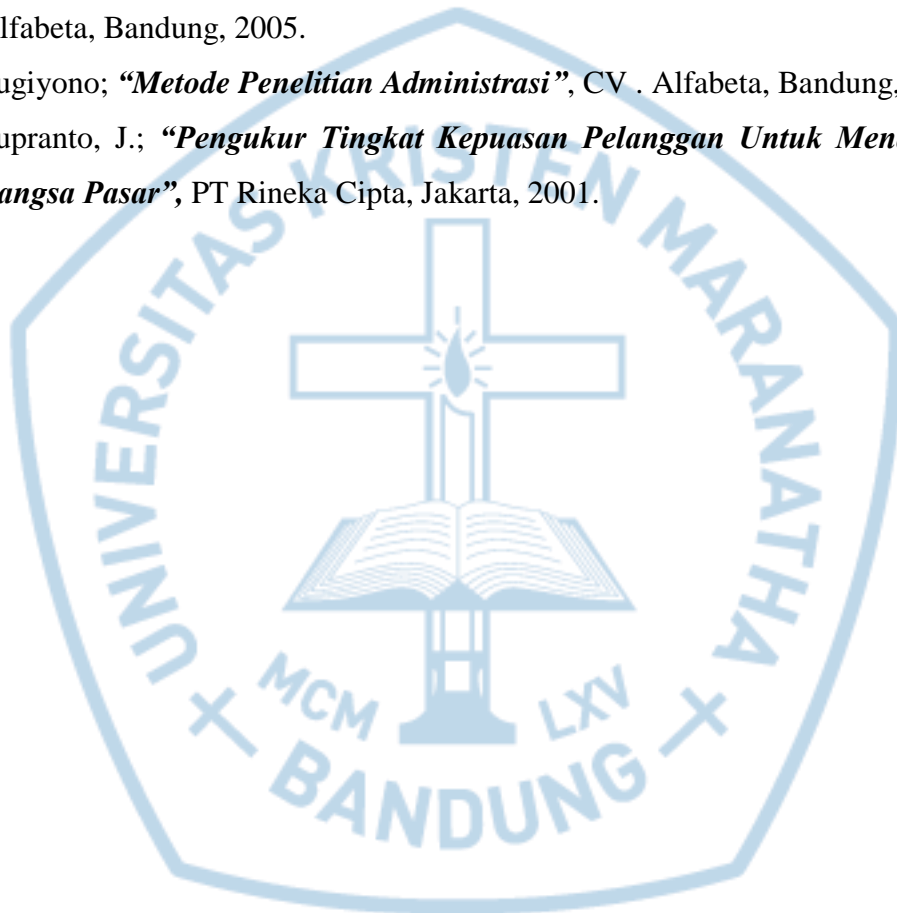 lfabeta, Bandung, 2005.
ugiyono; “Metode Penelitian Administrasi”, CV . Alfabeta, Bandung,
upranto, J.; “Pengukur Tingkat Kepuasan Pelanggan Untuk Men
angsa Pasar”, PT Rineka Cipta, Jakarta, 2001.
UNIVERSITAS KRISTEN MARANATHA
MCM LXV
BANDUNG